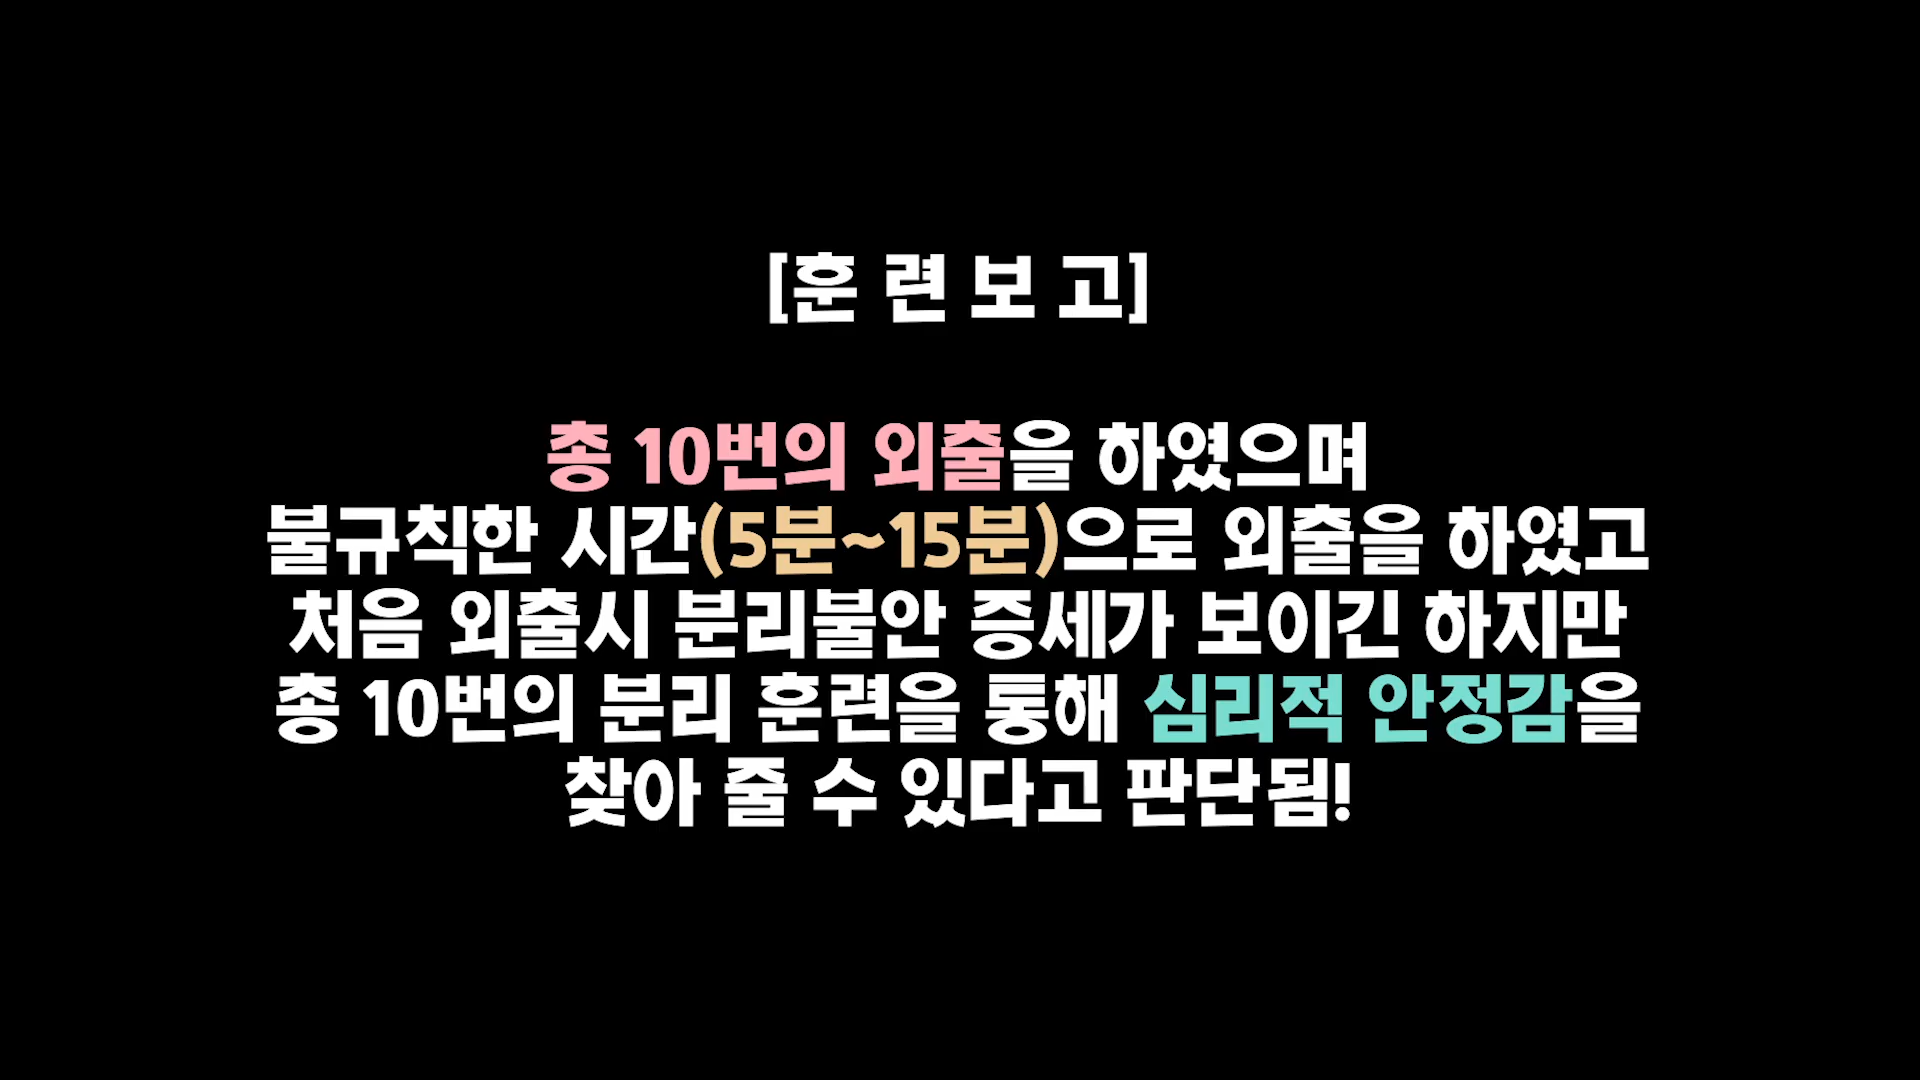 [훈 련 보 고]
총 10번의 외출을 하였으며
불규칙한 시간(5분~15분)으로 외출을 하였고
처음 외출시 분리불안 증세가 보이긴 하지만
총 10번의 분리 훈련을 통해 심리적 안정감을
찾아 줄 수 있다고 판단됨!